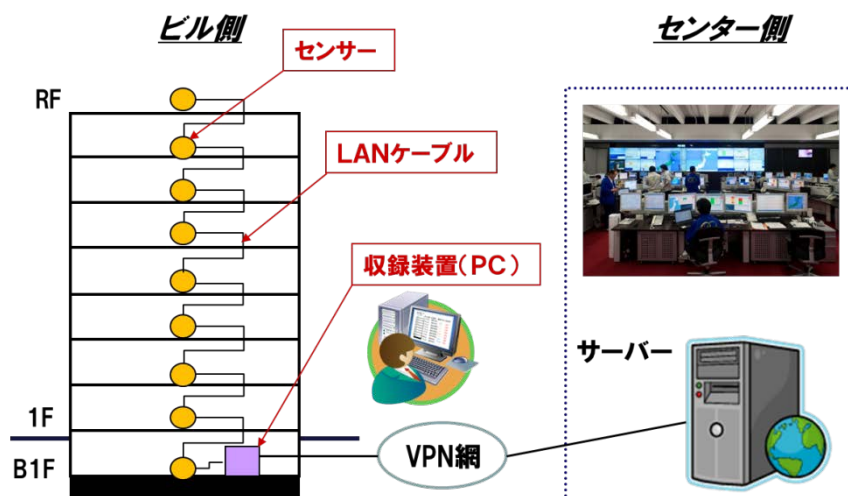 ビル側
センター側
センサー
RF
LANケーブル
収録装置(PC)
サーバー
1F
VPN網
B1F